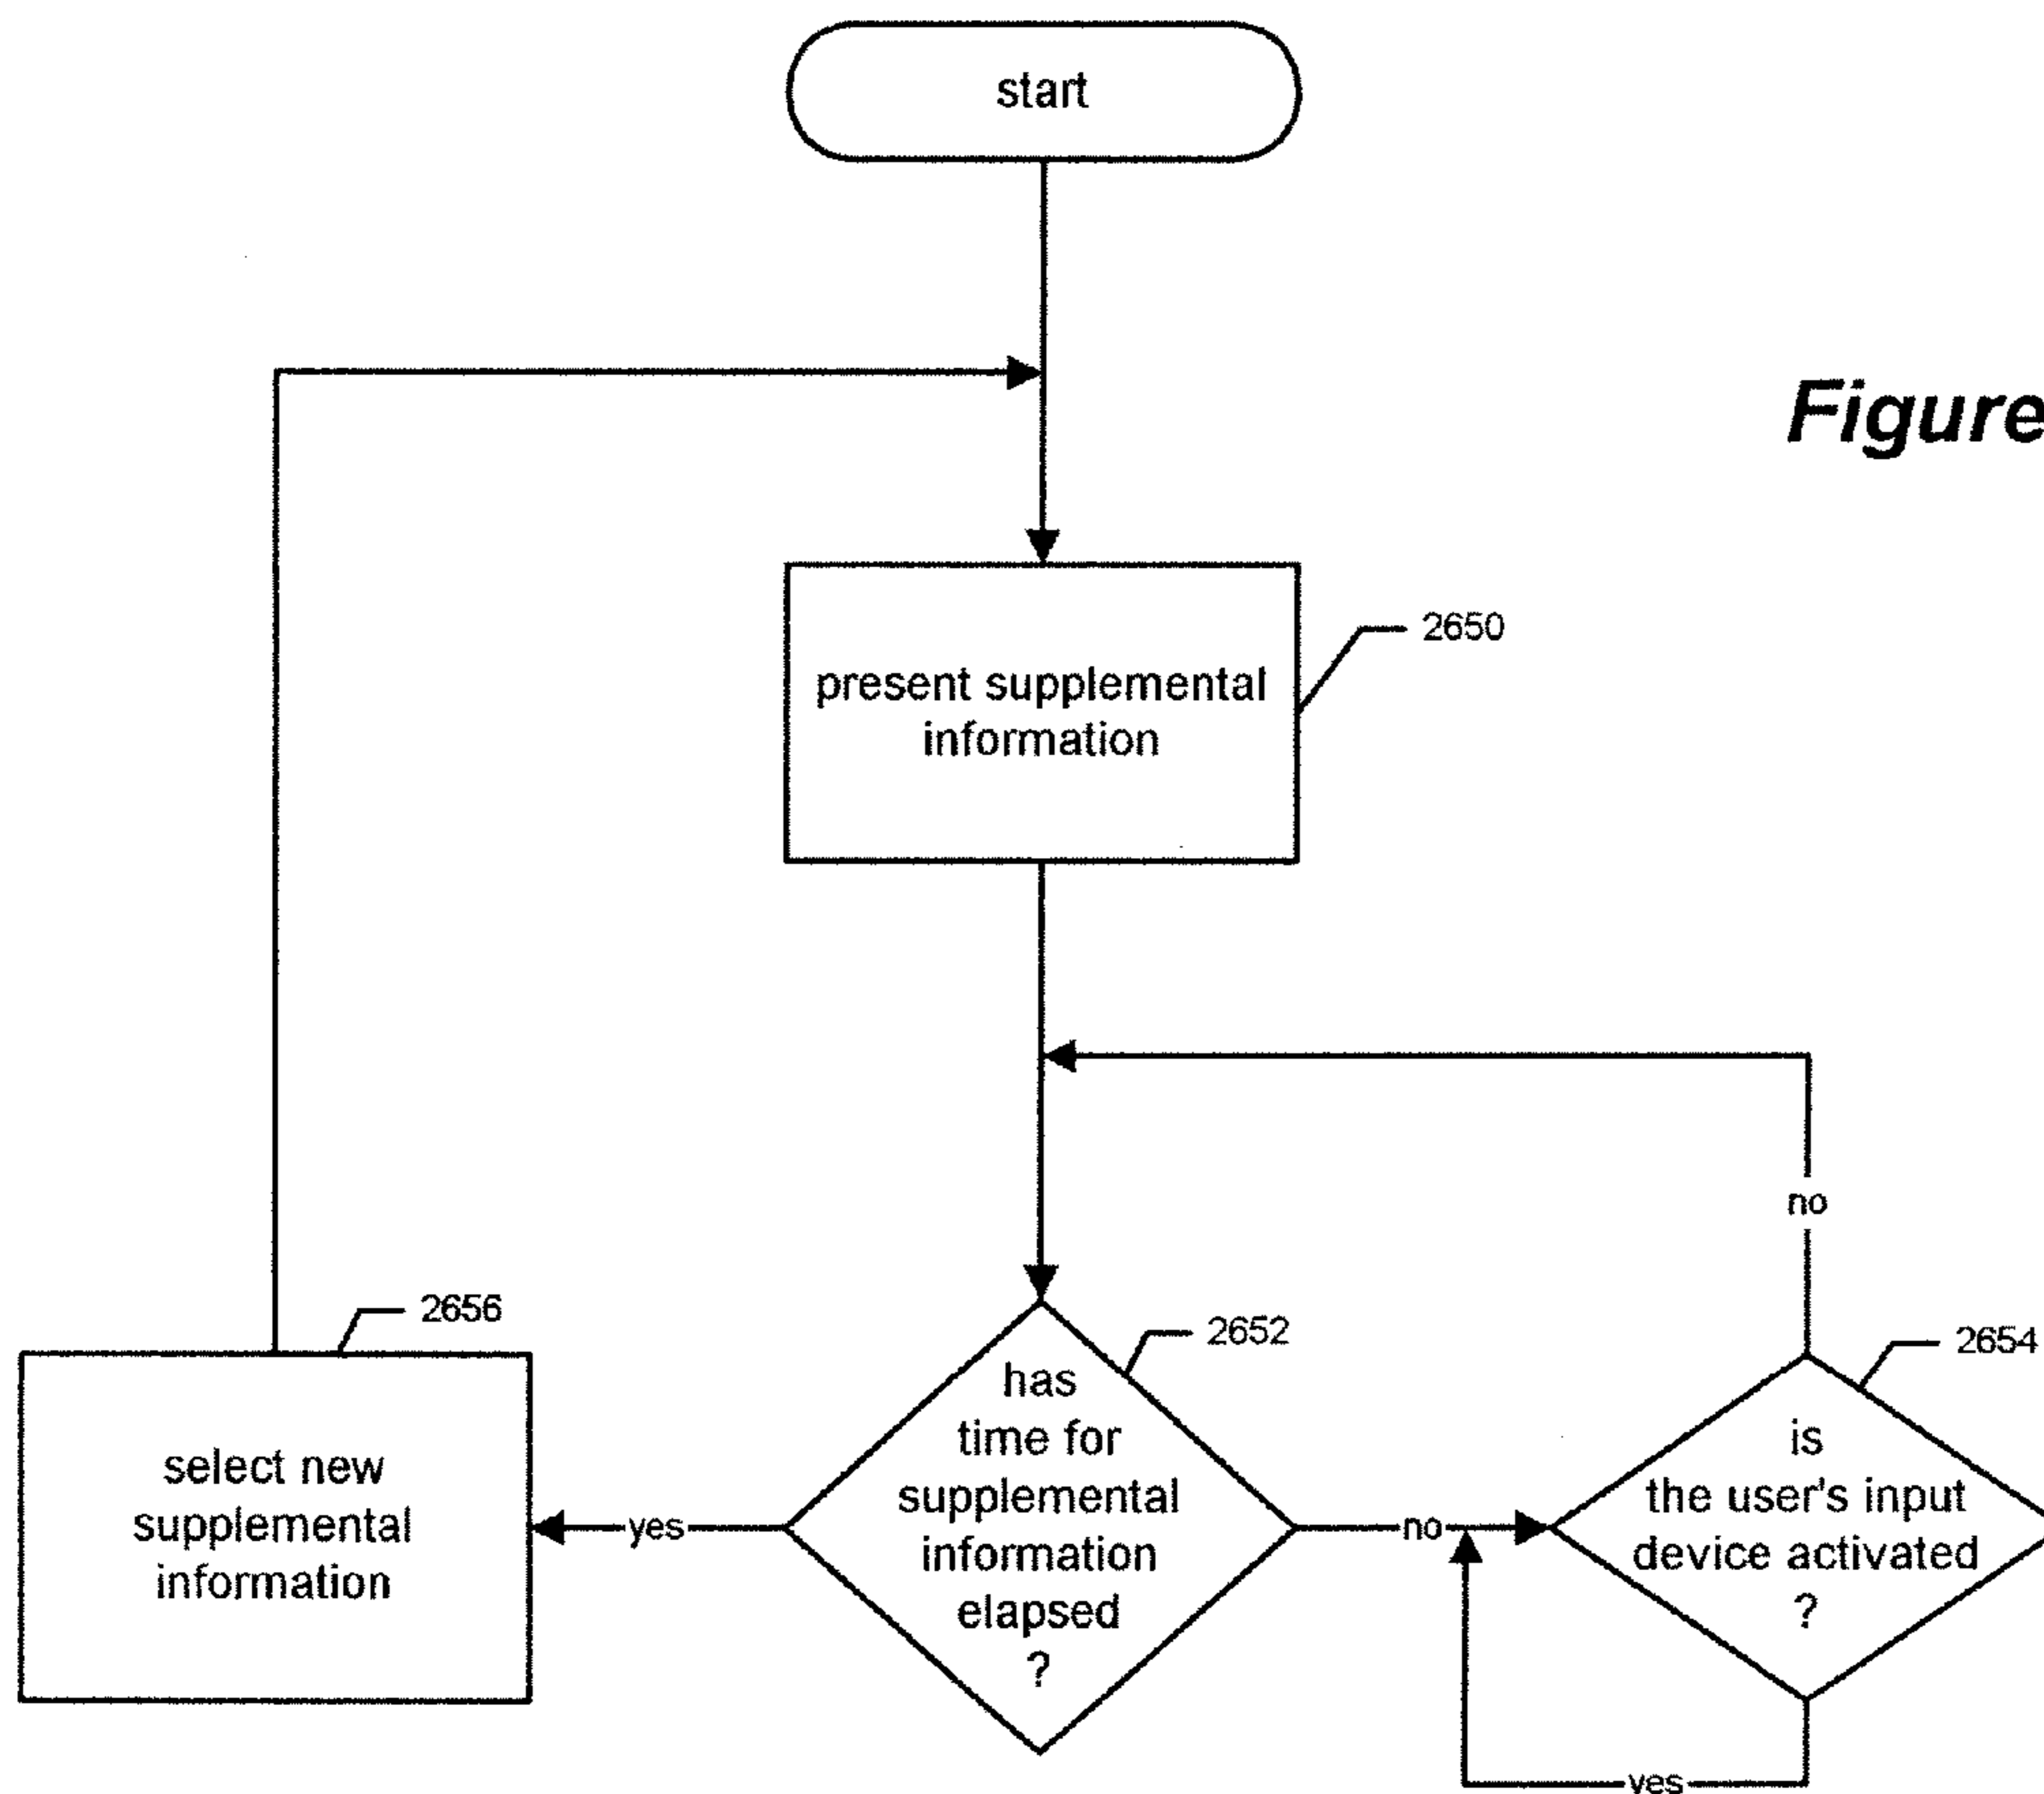 start
Figure
2650
present supplemental
information
2656
2652
2654
has
time for
supplemental
information
elapsed
?
is
the user's input
device activated
?
select new
supplemental
information
yes
no
no
yes